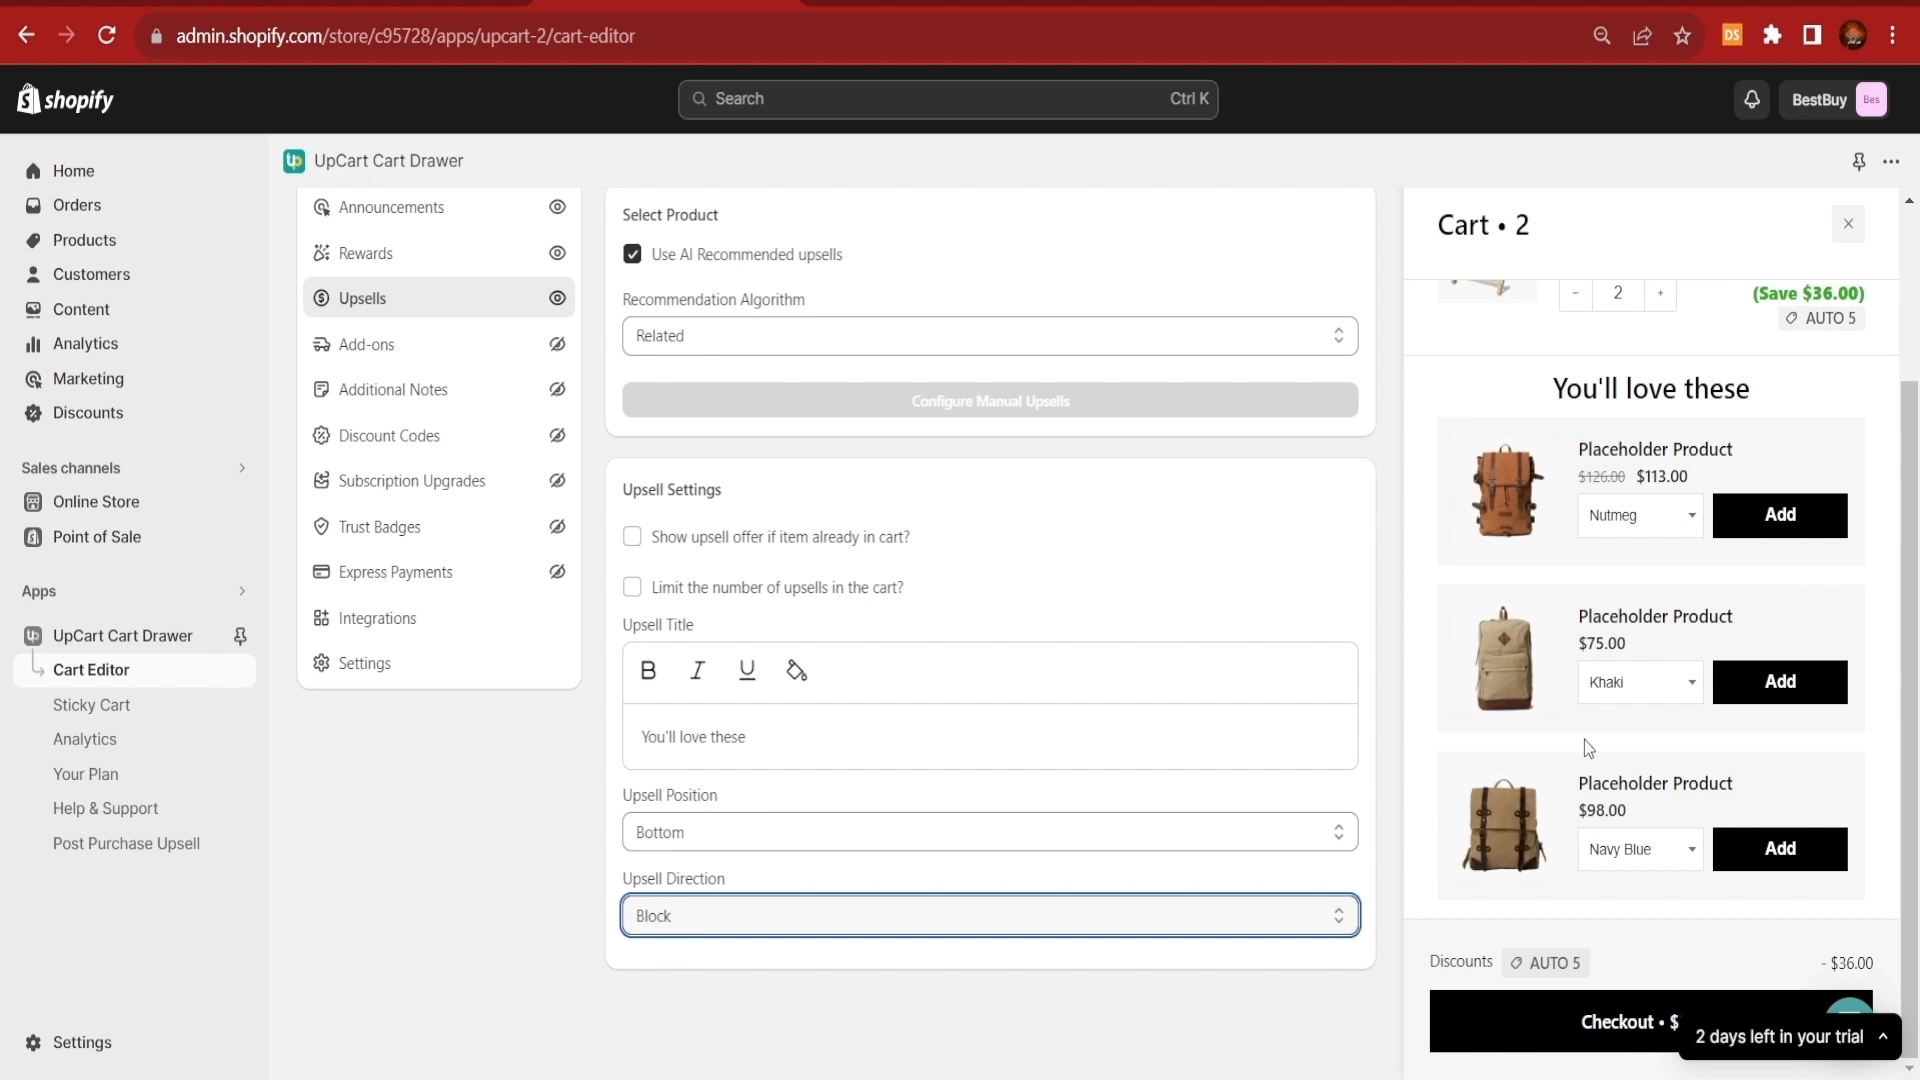 admin.shopify.com/store/c95728/apps/upcart-2/cart-editor
DS
shopify
Search
Ctrl K
BestBuy
Bes
Home
Orders
Products
Customers
Content
Analytics
Marketing
Discounts
Sales channels
Online Store
Point of Sale
Apps
UpCart Cart Drawer
Cart Editor
Sticky Cart
Analytics
Your Plan
Help & Support
Post Purchase Upsell
Settings
up UpCart Cart Drawer
Announcements
Rewards
Upsells
Add-ons
Additional Notes
Discount Codes
Subscription Upgrades
Trust Badges
Express Payments
Integrations
Settings
Select Product
Use AI Recommended upsells
Recommendation Algorithm
Related
Configure Manual Upsells
Upsell Settings
Show upsell offer if item already in cart?
Limit the number of upsells in the cart?
Upsell Title
B I U
You'll love these
Upsell Position
Bottom
Upsell Direction
Block
Cart • 2
- 2 +
(Save $36.00)
AUTO 5
You'll love these
Placeholder Product
$126.00 $113.00
Nutmeg
Add
Placeholder Product
$75.00
Khaki
Add
Placeholder Product
$98.00
Navy Blue
Add
Discounts
AUTO 5
- $36.00
Checkout • $
2 days left in your trial